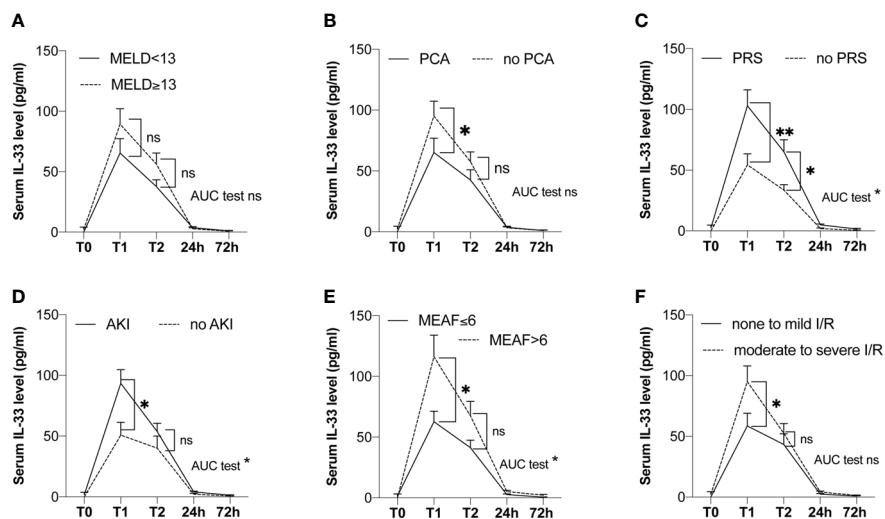 A
Serum IL-33 level (pg/ml)
150
100
50
0
MELD<13
MELD≥13
ns
ns
AUC test ns
T0 T1 T2 24h 72h
B
Serum IL-33 level (pg/ml)
150
100
50
0
PCA no PCA
*
ns
AUC test ns
T0 T1 T2 24h 72h
C
Serum IL-33 level (pg/ml)
150
100
50
0
PRS no PRS
**
*
AUC test *
T0 T1 T2 24h 72h
D
Serum IL-33 level (pg/ml)
150
100
50
0
AKI no AKI
*
ns
AUC test *
T0 T1 T2 24h 72h
E
Serum IL-33 level (pg/ml)
150
100
50
0
MEAF≤6
MEAF>6
*
ns
AUC test *
T0 T1 T2 24h 72h
F
Serum IL-33 level (pg/ml)
150
100
50
0
none to mild I/R
moderate to severe I/R
*
ns
AUC test ns
T0 T1 T2 24h 72h